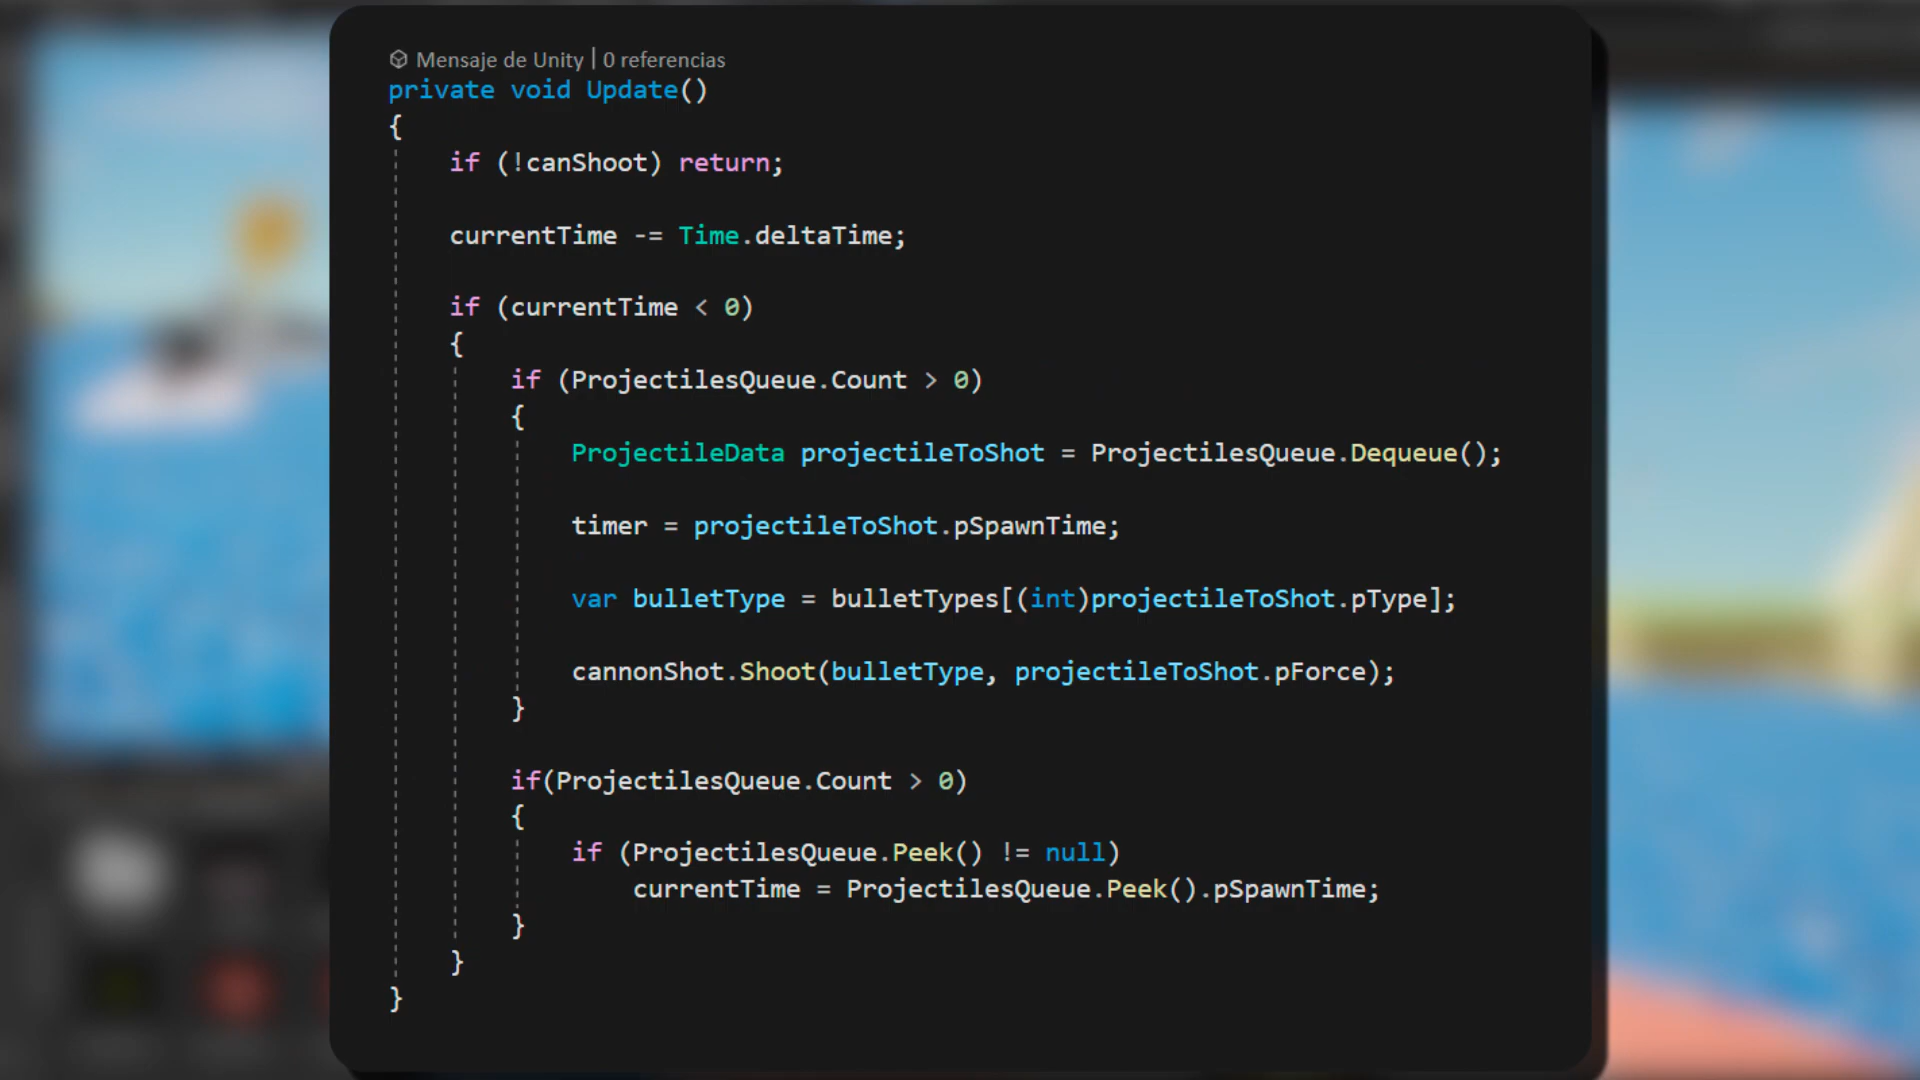 Mensaje de Unity | 0 referencias
private void Update()
{
if (!canShoot) return;
currentTime -= Time.deltaTime;
if (currentTime < 0)
{
if (ProjectilesQueue.Count > 0)
{
ProjectileData projectileToShot = ProjectilesQueue.Dequeue();
timer = projectileToShot.pSpawnTime;
var bulletType = bulletTypes[(int)projectileToShot.pType];
cannonShot.Shoot(bulletType, projectileToShot.pForce);
}
if(ProjectilesQueue.Count > 0)
{
if (ProjectilesQueue.Peek() != null)
currentTime = ProjectilesQueue.Peek().pSpawnTime;
}
}
}